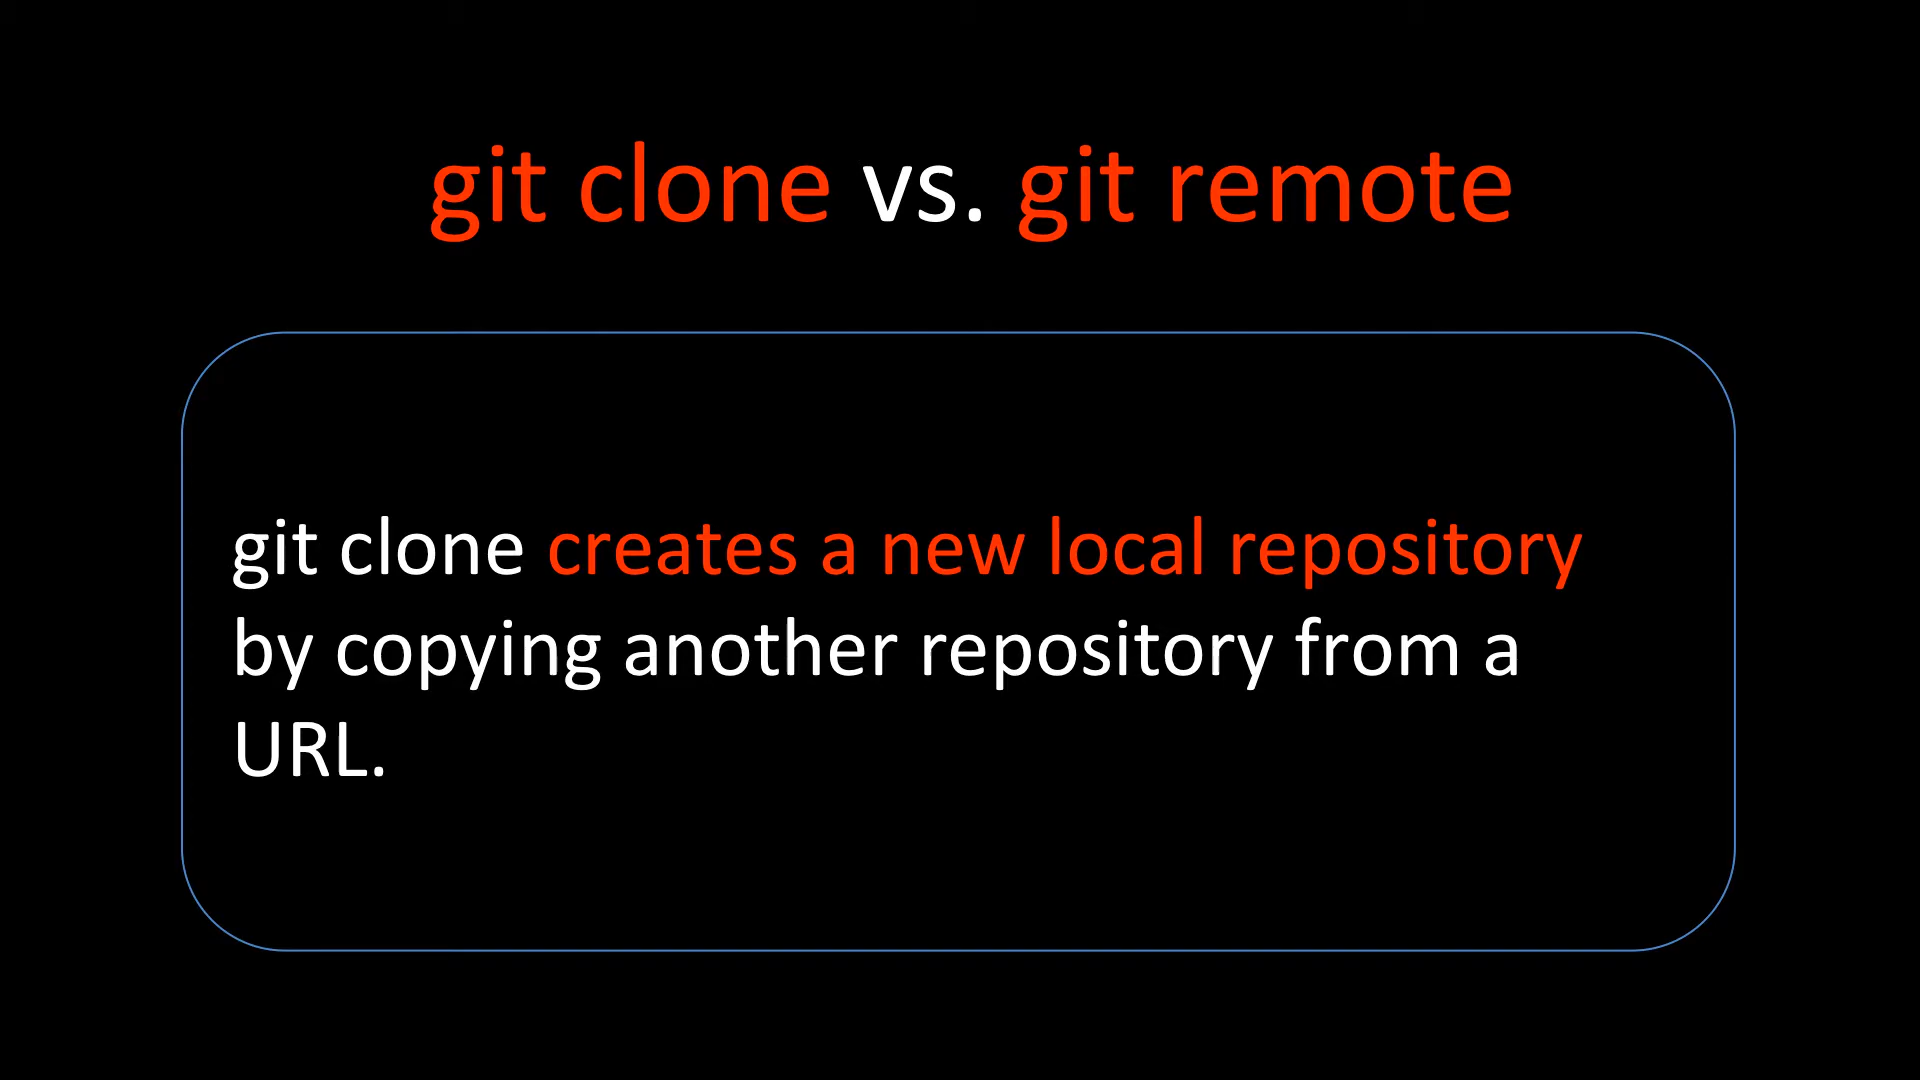 git clone vs. git remote
git clone creates a new local repository
by copying another repository from a
URL.